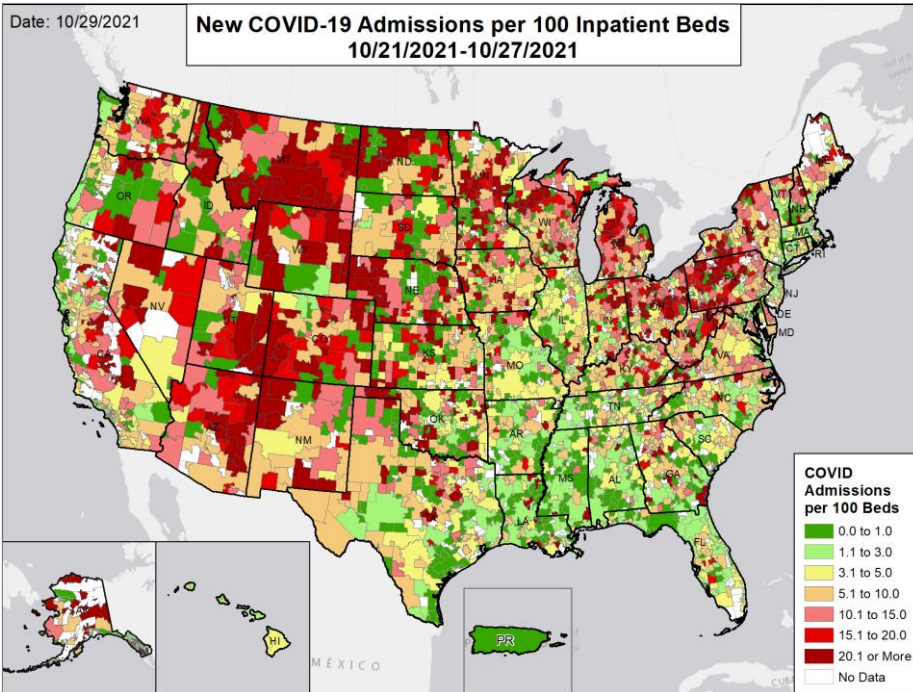 Date: 10/29/2021
New COVID-19 Admissions per 100 Inpatient Beds
10/21/2021-10/27/2021
WA
MT
ND
MN
ME
OR
ID
WY
SD
WI
MI
NY
VT
NH
MA
CT
RI
NV
UT
CO
NE
IA
IL
IN
OH
PA
NJ
DE
MD
CA
KS
MO
KY
WV
VA
AZ
NM
OK
AR
TN
NC
SC
MS
AL
GA
LA
FL
AK
HI
PR
MÉXICO
CUBA
COVID
Admissions
per 100 Beds
0.0 to 1.0
1.1 to 3.0
3.1 to 5.0
5.1 to 10.0
10.1 to 15.0
15.1 to 20.0
20.1 or More
No Data